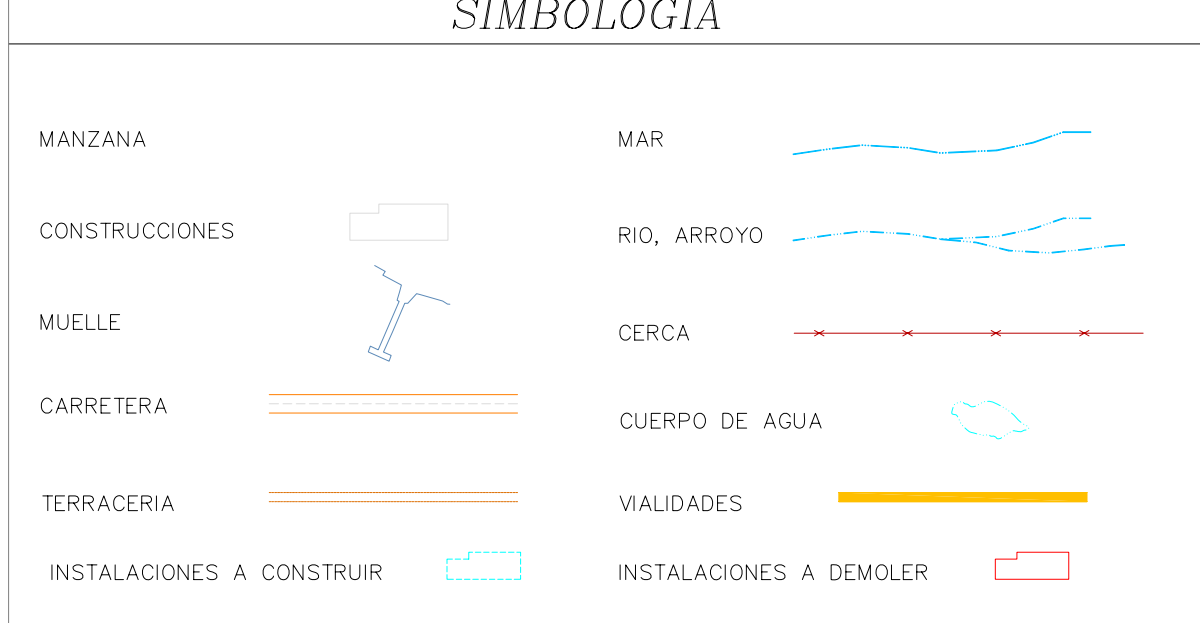 SIMBOLOGIA
MANZANA
CONSTRUCCIONES
MUELLE
CARRETERA
TERRACERIA
INSTALACIONES A CONSTRUIR
MAR
RIO, ARROYO
CERCA
CUERPO DE AGUA
VIALIDADES
INSTALACIONES A DEMOLER